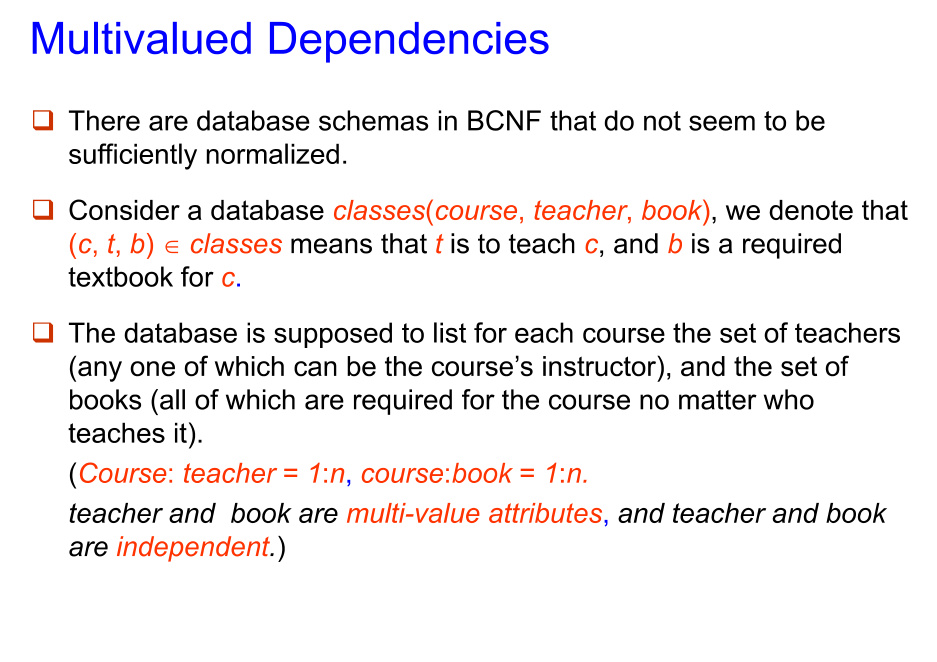 Multivalued Dependencies
❑ There are database schemas in BCNF that do not seem to be
sufficiently normalized.
❑ Consider a database classes(course, teacher, book), we denote that
(c, t, b) ∈ classes means that t is to teach c, and b is a required
textbook for c.
❑ The database is supposed to list for each course the set of teachers
(any one of which can be the course’s instructor), and the set of
books (all of which are required for the course no matter who
teaches it).
(Course: teacher = 1:n, course:book = 1:n.
teacher and book are multi-value attributes, and teacher and book
are independent.)